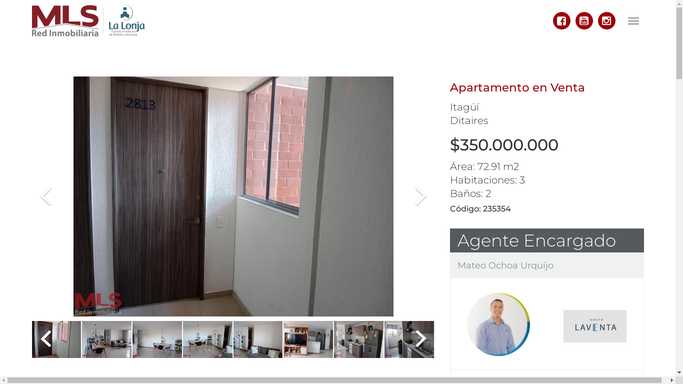 MLS
Red Inmobiliaria
La Lonja
Apartamento en Venta
Itagüí
Ditaires
$350.000.000
Área: 72.91 m2
Habitaciones: 3
Baños: 2
Código: 235354
Agente Encargado
Mateo Ochoa Urquijo
LAVENTA
2813
MLS
Red Inmobiliaria